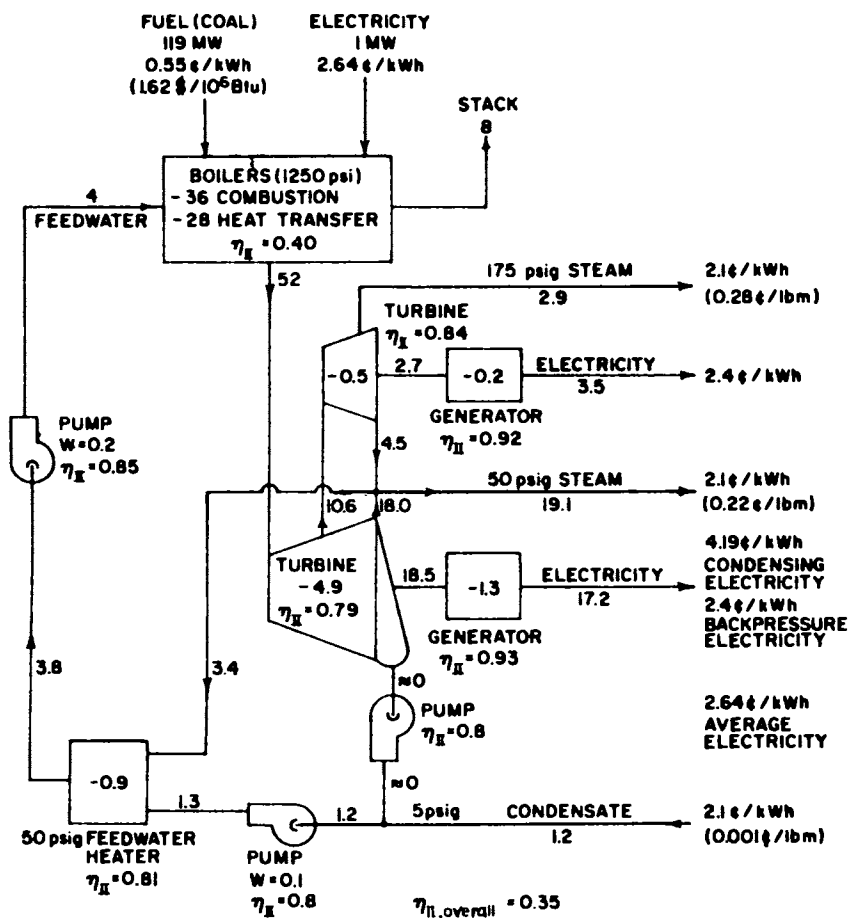 FUEL (COAL)
119 MW
0.55¢/kWh
(1.62 $/10⁶Btu)
ELECTRICITY
1 MW
2.64¢/kWh
STACK
8
BOILERS (1250 psi)
-36 COMBUSTION
-28 HEAT TRANSFER
ηII = 0.40
4
FEEDWATER
52
175 psig STEAM
2.9
2.1¢/kWh
(0.28¢/lbm)
TURBINE
ηII = 0.84
-0.5
2.7
-0.2
ELECTRICITY
3.5
2.4¢/kWh
GENERATOR
ηII = 0.92
4.5
PUMP
W=0.2
ηII = 0.85
50 psig STEAM
19.1
2.1¢/kWh
(0.22¢/lbm)
10.6
18.0
TURBINE
-4.9
ηII = 0.79
18.5
-1.3
ELECTRICITY
17.2
GENERATOR
ηII = 0.93
4.19¢/kWh
CONDENSING
ELECTRICITY
2.4¢/kWh
BACKPRESSURE
ELECTRICITY
3.8
3.4
≈0
PUMP
ηII = 0.8
≈0
2.64¢/kWh
AVERAGE
ELECTRICITY
-0.9
50 psig FEEDWATER
HEATER
ηII = 0.81
1.3
PUMP
W=0.1
ηII = 0.8
1.2
5psig
CONDENSATE
1.2
2.1¢/kWh
(0.001¢/lbm)
ηII, overall = 0.35